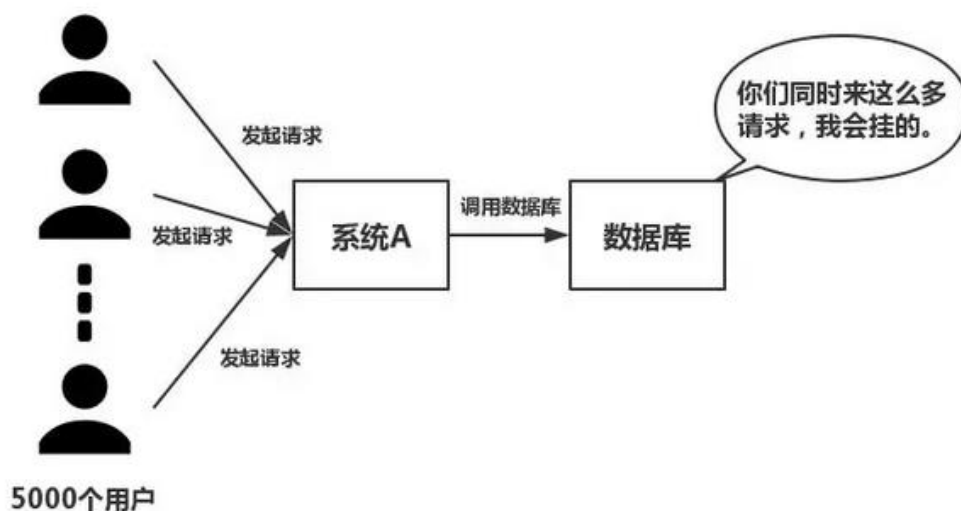 你们同时来这么多
请求，我会挂的。
发起请求
调用数据库
发起请求
系统A
数据库
发起请求
5000个用户